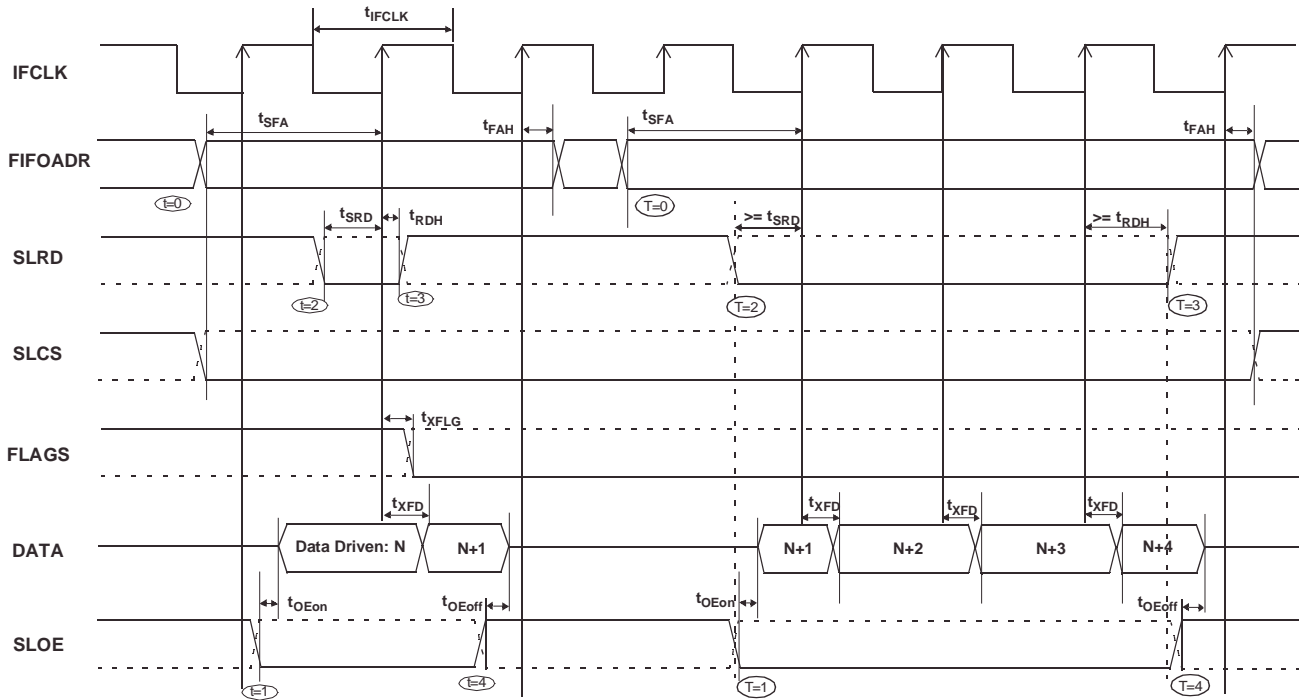 tIFCLK
IFCLK
tSFA
tFAH
tSFA
tFAH
FIFOADR
t=0
T=0
tSRD
tRDH
>= tSRD
>= tRDH
SLRD
t=2
t=3
T=2
T=3
SLCS
tXFLG
FLAGS
tXFD
tXFD
tXFD
tXFD
DATA
Data Driven: N
N+1
N+1
N+2
N+3
N+4
tOEon
tOEoff
tOEon
tOEoff
SLOE
t=1
t=4
T=1
T=4